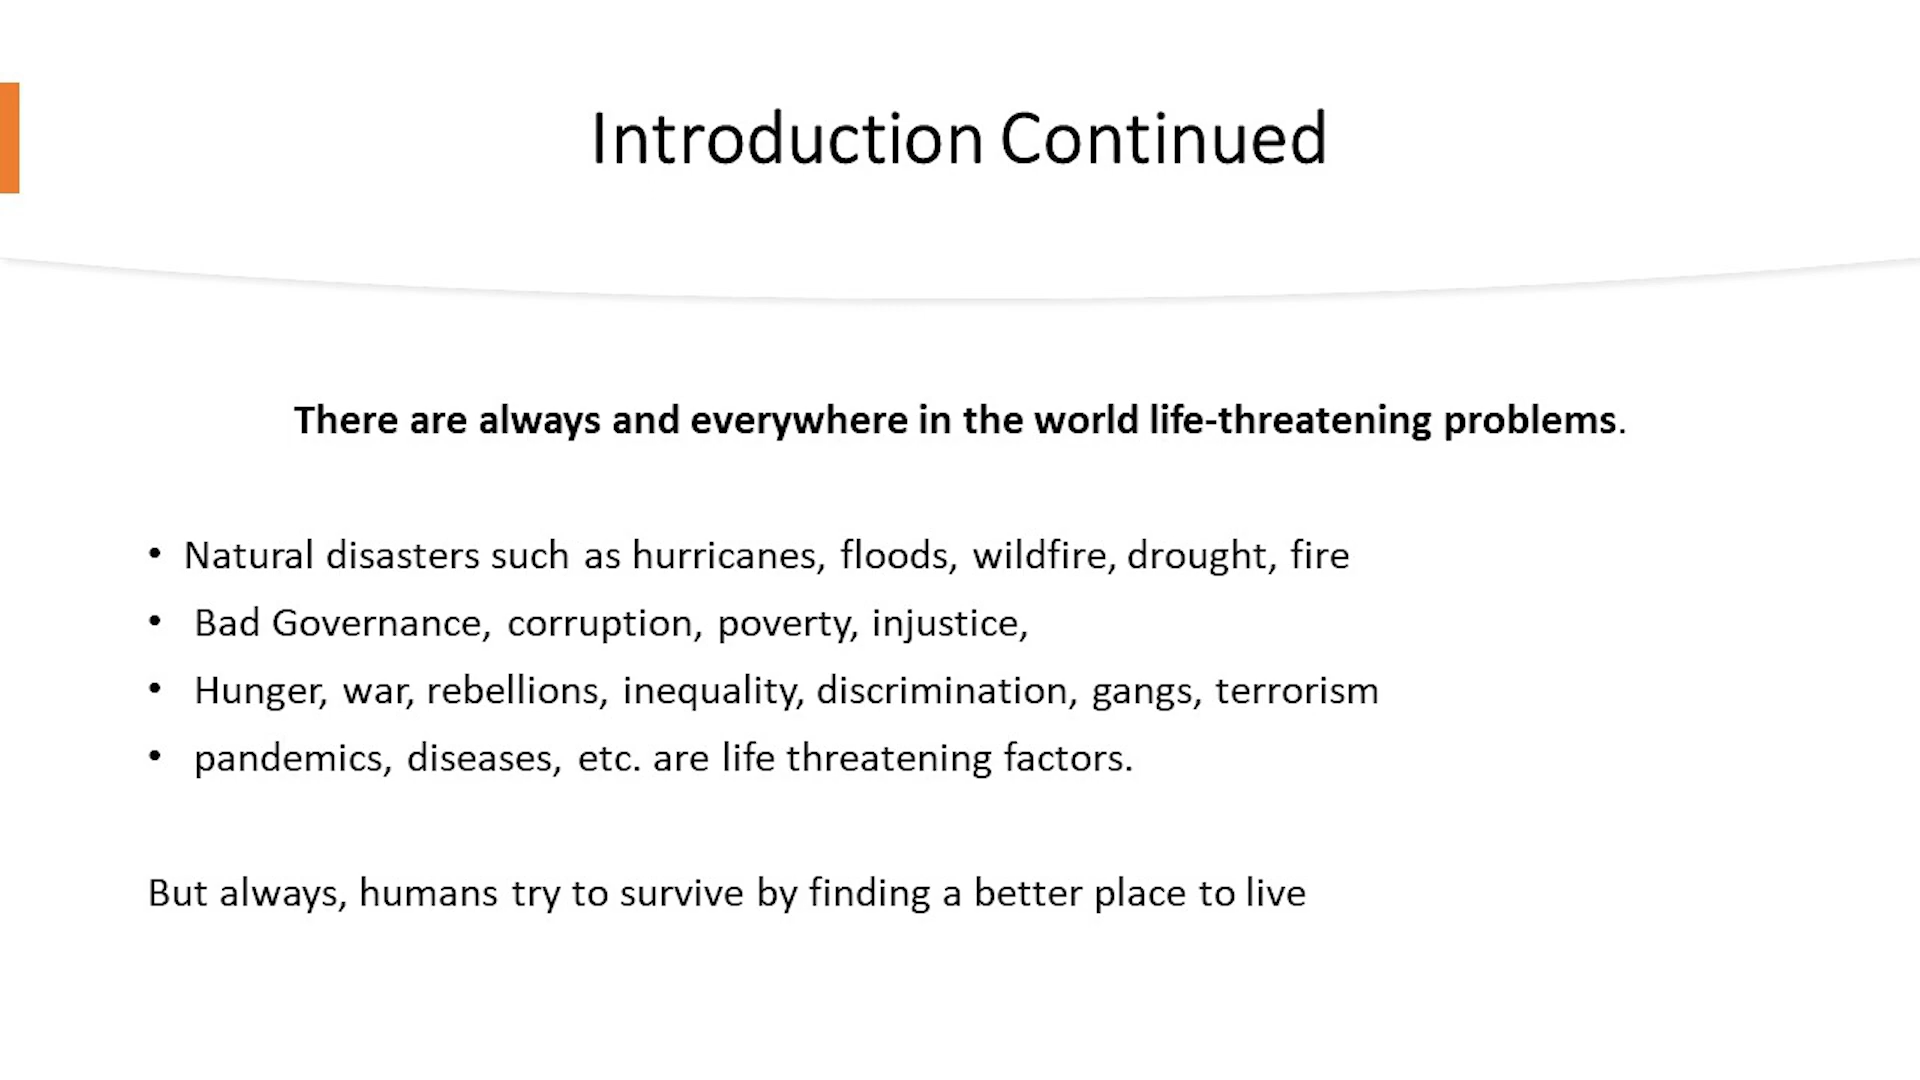 Introduction Continued
There are always and everywhere in the world life-threatening problems.
• Natural disasters such as hurricanes, floods, wildfire, drought, fire
• Bad Governance, corruption, poverty, injustice,
• Hunger, war, rebellions, inequality, discrimination, gangs, terrorism
• pandemics, diseases, etc. are life threatening factors.
But always, humans try to survive by finding a better place to live